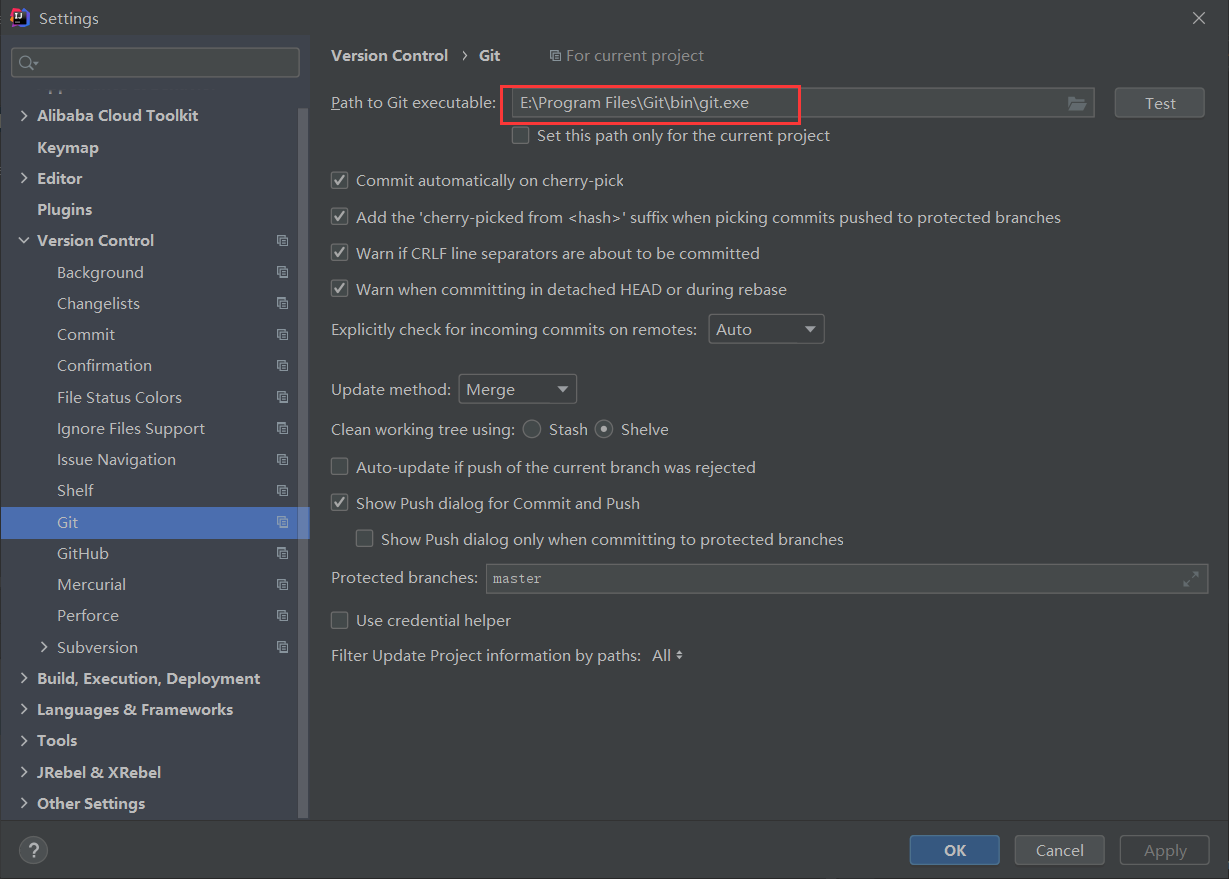 Settings
Version Control › Git For current project
Path to Git executable: E:\Program Files\Git\bin\git.exe Test
Set this path only for the current project
Commit automatically on cherry-pick
Add the 'cherry-picked from <hash>' suffix when picking commits pushed to protected branches
Warn if CRLF line separators are about to be committed
Warn when committing in detached HEAD or during rebase
Explicitly check for incoming commits on remotes: Auto
Update method: Merge
Clean working tree using: Stash Shelve
Auto-update if push of the current branch was rejected
Show Push dialog for Commit and Push
Show Push dialog only when committing to protected branches
Protected branches: master
Use credential helper
Filter Update Project information by paths: All
Alibaba Cloud Toolkit
Keymap
Editor
Plugins
Version Control
Background
Changelists
Commit
Confirmation
File Status Colors
Ignore Files Support
Issue Navigation
Shelf
Git
GitHub
Mercurial
Perforce
Subversion
Build, Execution, Deployment
Languages & Frameworks
Tools
JRebel & XRebel
Other Settings
? OK Cancel Apply